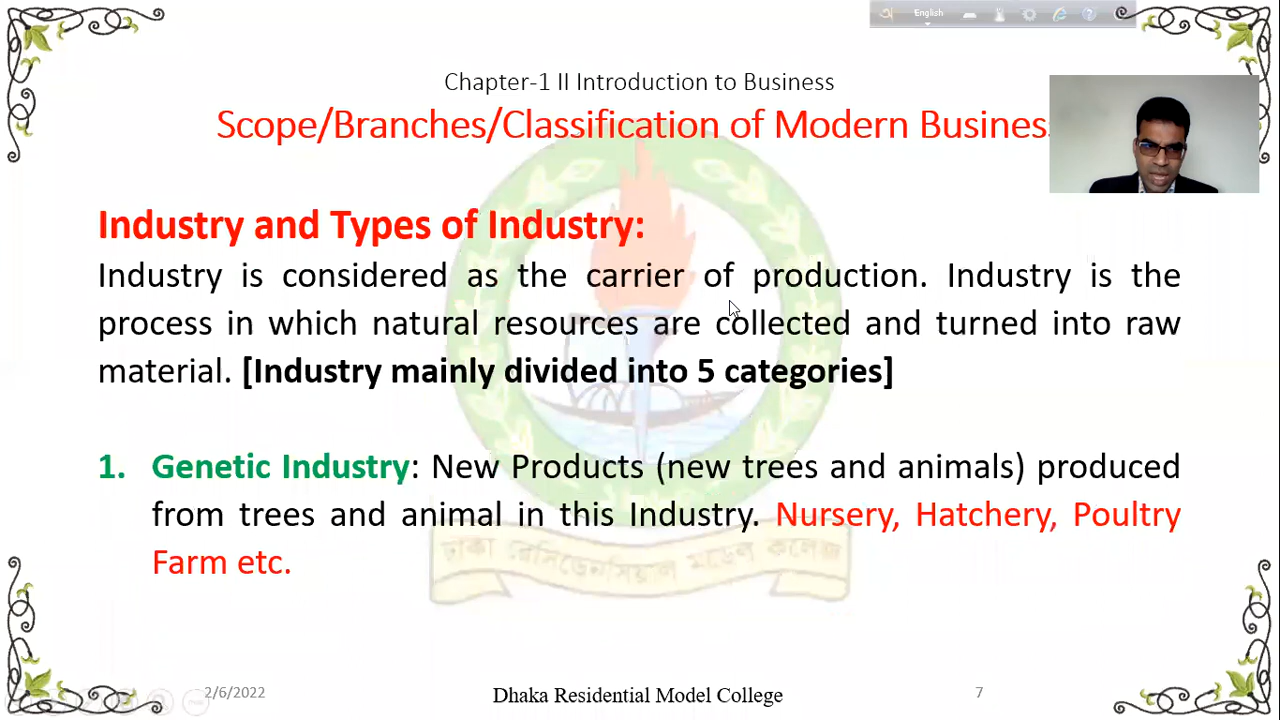 English
Chapter-1 II Introduction to Business
Scope/Branches/Classification of Modern Busines
Industry and Types of Industry:
Industry is considered as the carrier of production. Industry is the
process in which natural resources are collected and turned into raw
material. [Industry mainly divided into 5 categories]
1. Genetic Industry: New Products (new trees and animals) produced
from trees and animal in this Industry. Nursery, Hatchery, Poultry
Farm etc.
ঢাকা রেসিডেনসিয়াল মডেল কলেজ
2/6/2022
Dhaka Residential Model College
7